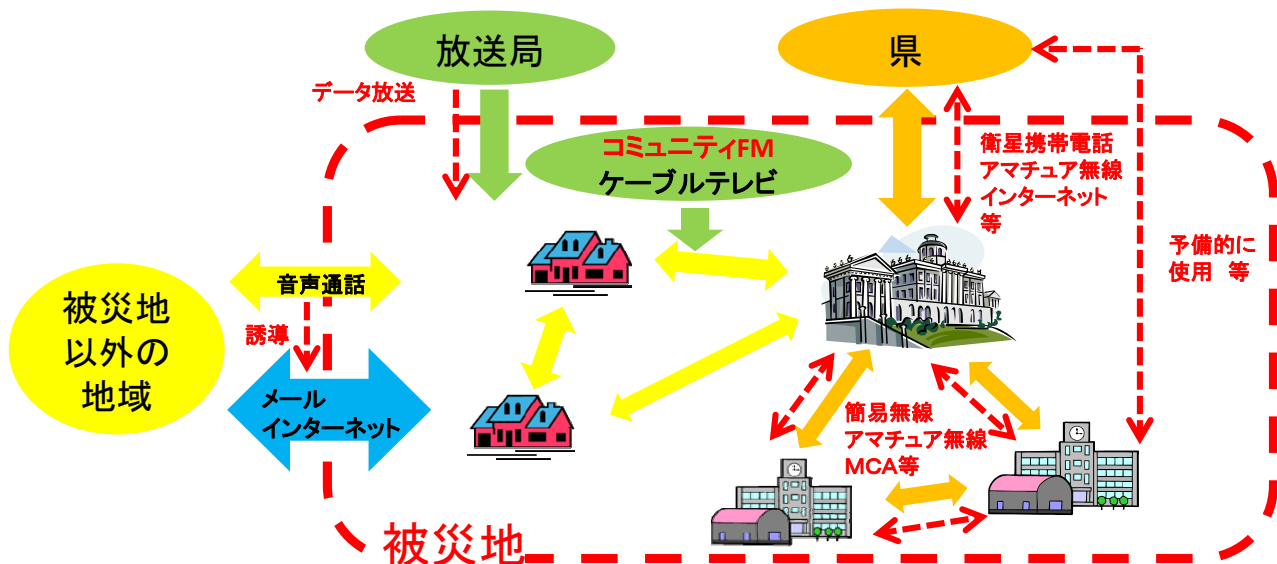 放送局
県
データ放送
コミュニティFM
ケーブルテレビ
衛星携帯電話
アマチュア無線
インターネット
等
予備的に
使用 等
音声通話
被災地
以外の
地域
誘導
メール
インターネット
簡易無線
アマチュア無線
MCA等
被災地